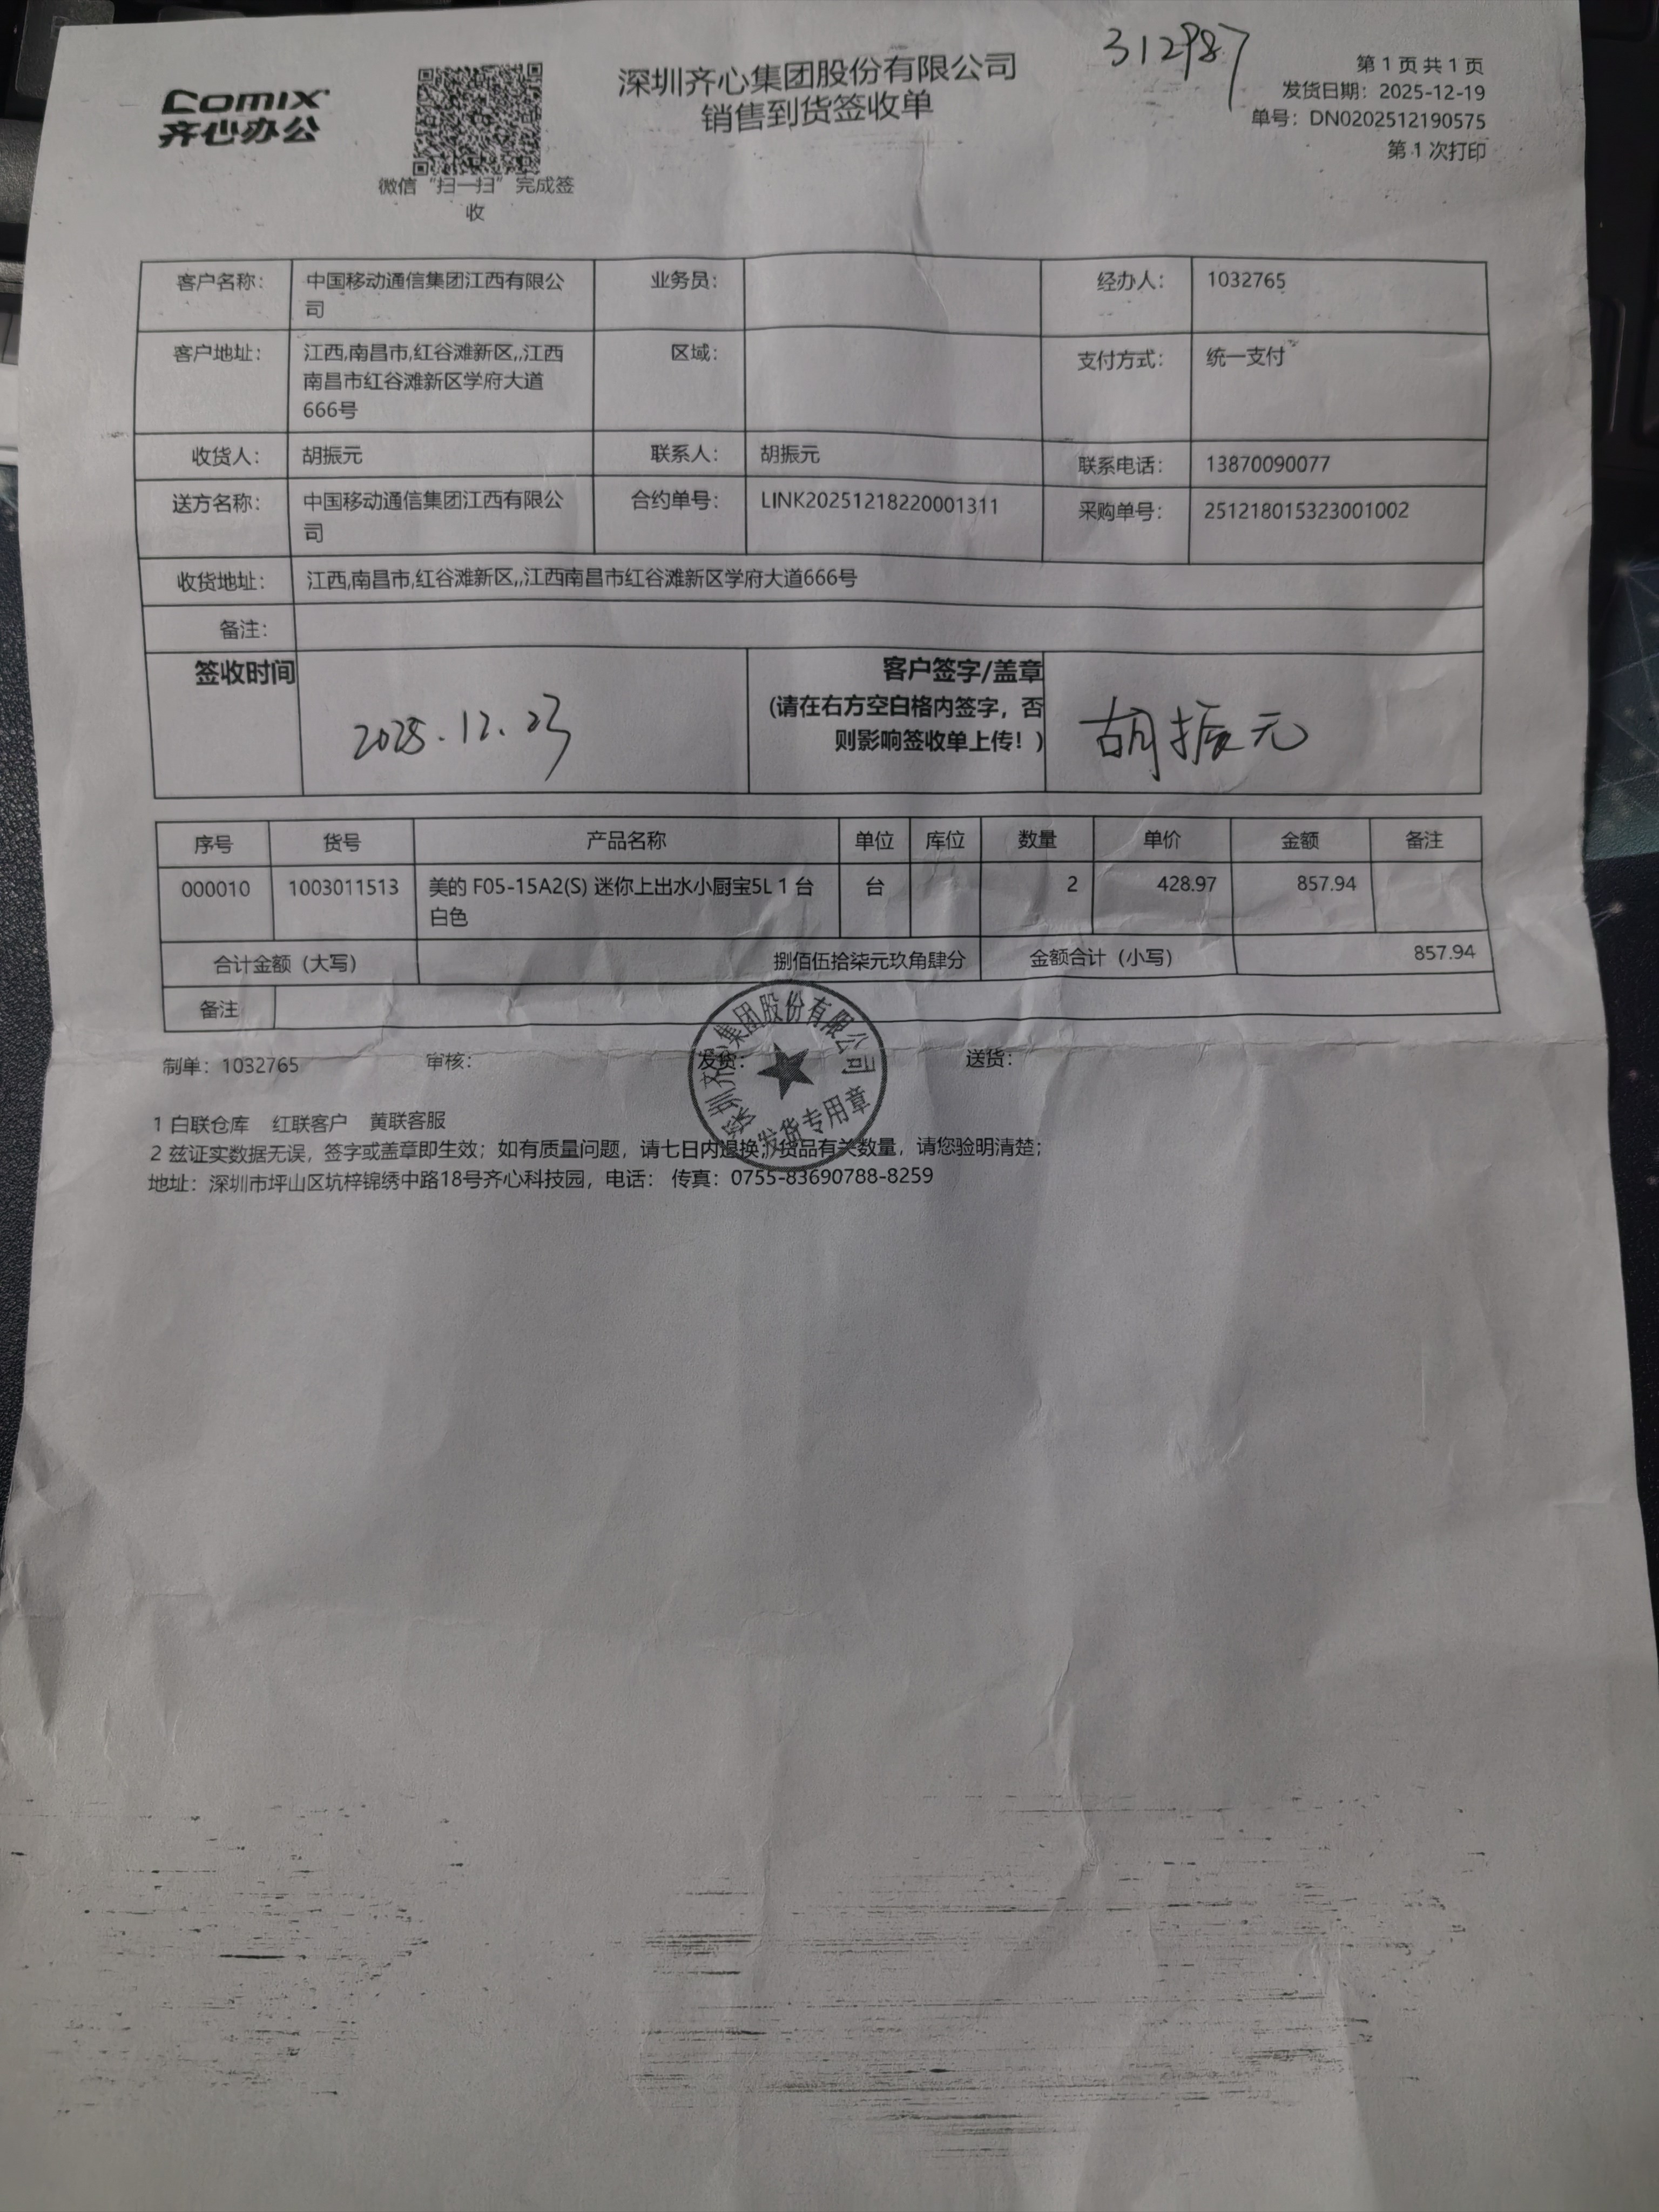 312987
第 1 页 共 1 页
发货日期：2025-12-19
单号：DN0202512190575
第 1 次打印
Comix
齐心办公
微信“扫一扫”完成签
收
深圳齐心集团股份有限公司
销售到货签收单
客户名称： 中国移动通信集团江西有限公 业务员： 经办人： 1032765
司
客户地址： 江西,南昌市,红谷滩新区,,江西 区域： 支付方式： 统一支付
南昌市红谷滩新区学府大道
666号
收货人： 胡振元 联系人： 胡振元 联系电话： 13870090077
送方名称： 中国移动通信集团江西有限公 合约单号： LINK20251218220001311 采购单号： 251218015323001002
司
收货地址： 江西,南昌市,红谷滩新区,,江西南昌市红谷滩新区学府大道666号
备注：
签收时间 2025.12.23 客户签字/盖章
(请在右方空白格内签字，否
则影响签收单上传！) 胡振元
序号 货号 产品名称 单位 库位 数量 单价 金额 备注
000010 1003011513 美的 F05-15A2(S) 迷你上出水小厨宝5L 1 台 台 2 428.97 857.94
白色
合计金额（大写） 捌佰伍拾柒元玖角肆分 金额合计（小写） 857.94
备注
制单：1032765 审核： 发货： 送货：
深圳齐心集团股份有限公司
发货专用章
1 白联仓库 红联客户 黄联客服
2 兹证实数据无误，签字或盖章即生效；如有质量问题，请七日内退换；货品有关数量，请您验明清楚；
地址：深圳市坪山区坑梓锦绣中路18号齐心科技园，电话： 传真：0755-83690788-8259